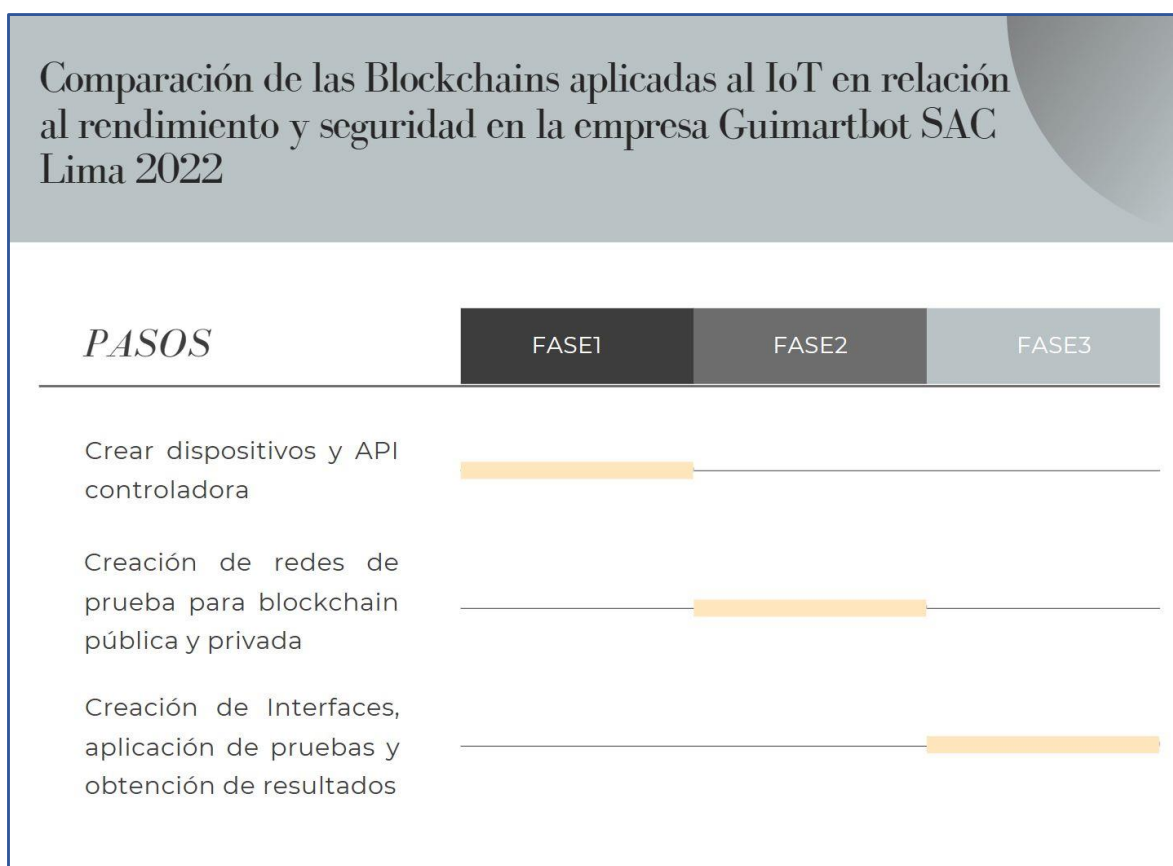 Comparación de las Blockchains aplicadas al IoT en relación
al rendimiento y seguridad en la empresa Guimartbot SAC
Lima 2022
PASOS
FASE1
FASE2
FASE3
Crear dispositivos y API
controladora
Creación de redes de
prueba para blockchain
pública y privada
Creación de Interfaces,
aplicación de pruebas y
obtención de resultados